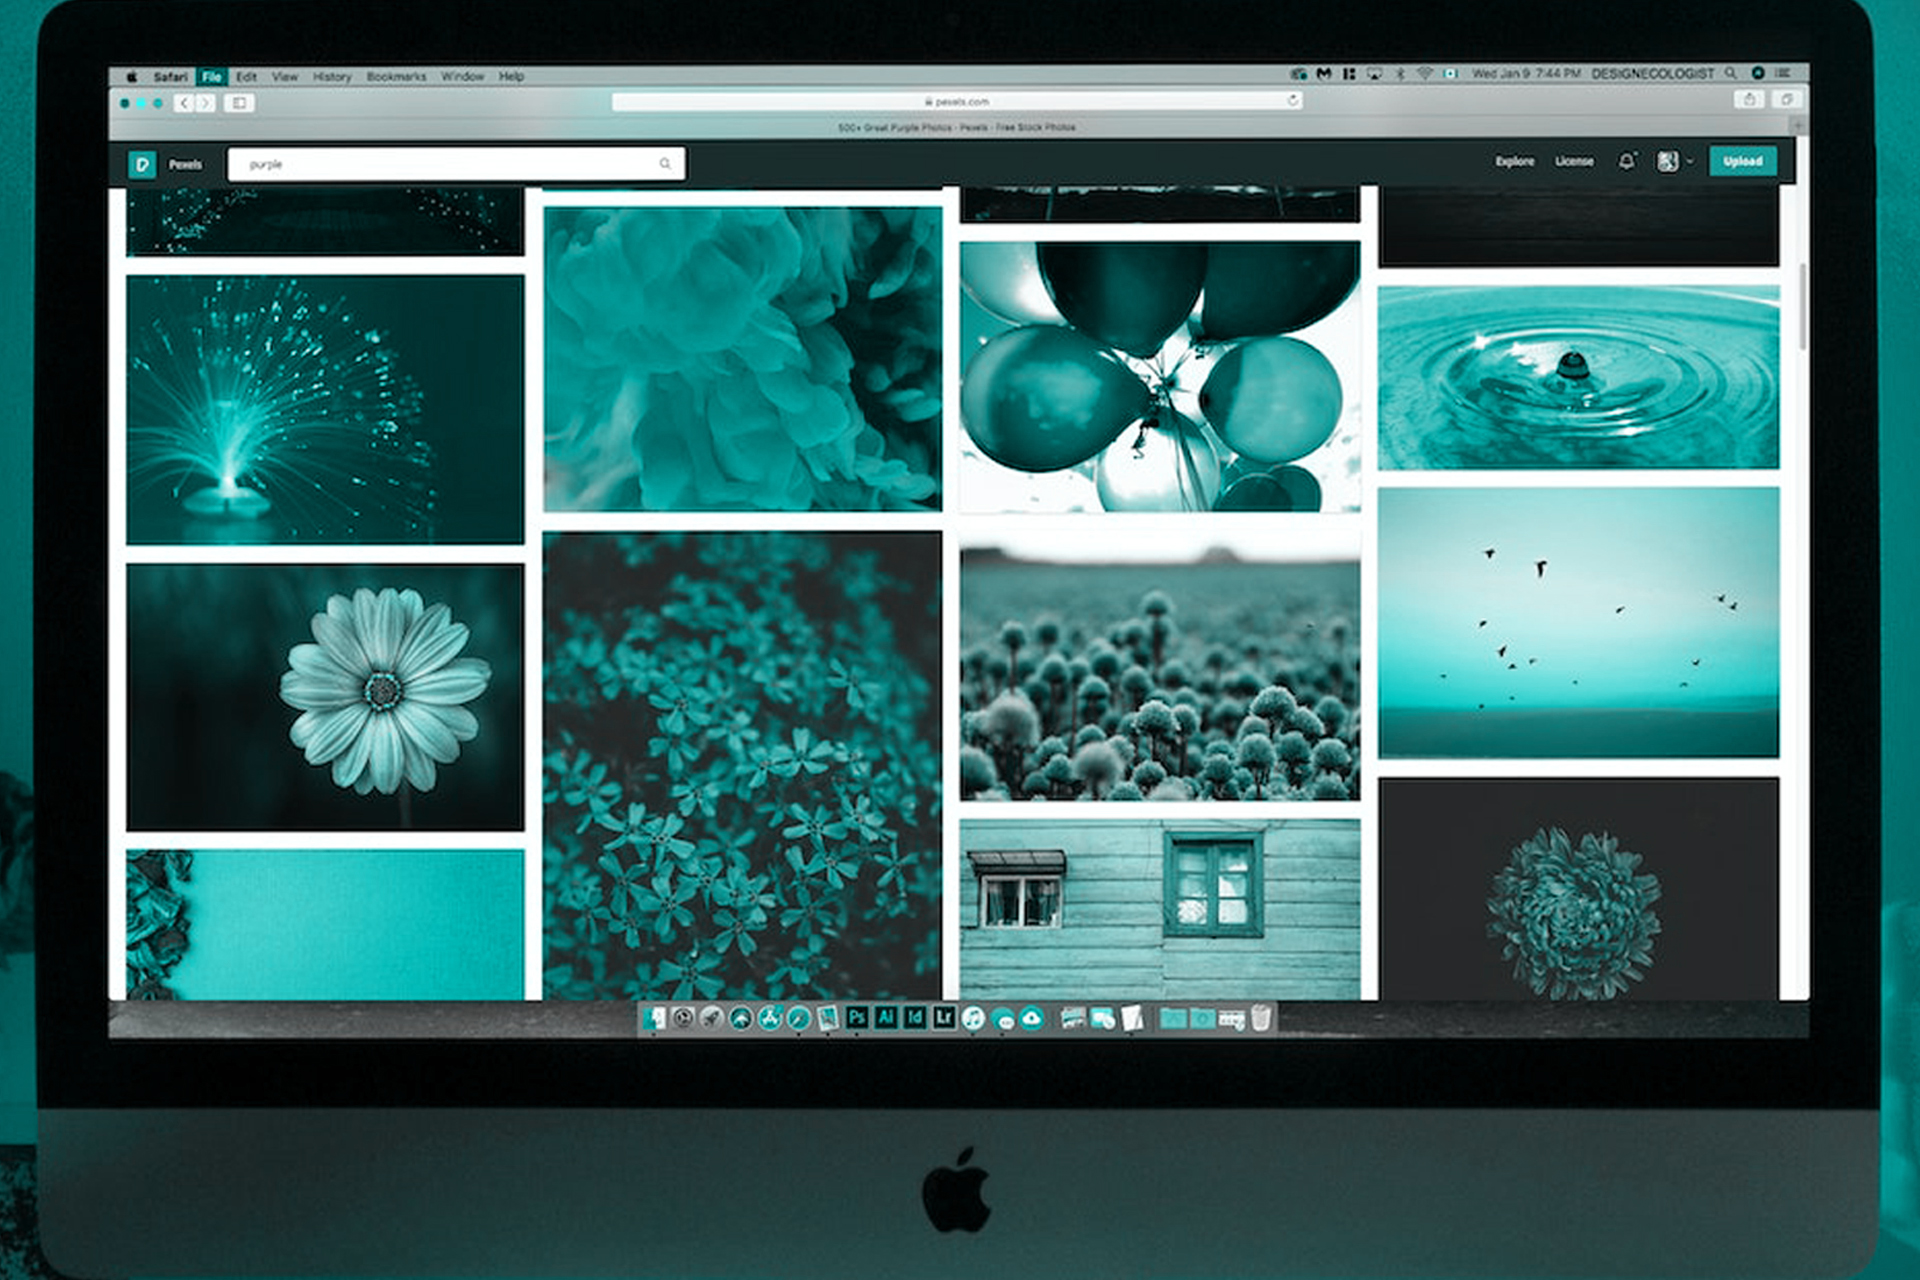 Safari File Edit View History Bookmarks Window Help Wed Jan 9 7:44 PM DESIGNECOLOGIST
pexels.com
500+ Great Purple Photos · Pexels · Free Stock Photos
Pexels purple Explore License Upload
Ps Ai Id Lr